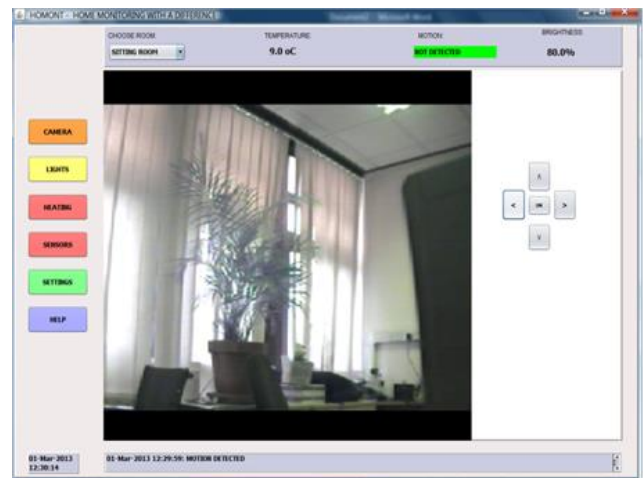 HOMONT - HOME MONITORING WITH A DIFFERENCE
CHOOSE ROOM
TEMPERATURE
MOTION
BRIGHTNESS
SITTING ROOM
9.0 oC
NOT DETECTED
80.0%
CAMERA
LIGHTS
HEATING
SENSORS
SETTINGS
HELP
<
ON
>
01-Mar-2013
12:30:14
01-Mar-2013 12:29:59: MOTION DETECTED